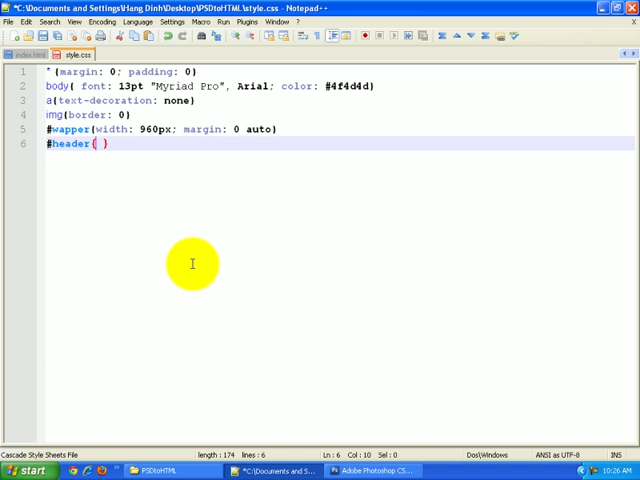 *C:\Documents and Settings\Hang Dinh\Desktop\PSDtoHTML\style.css - Notepad++
File Edit Search View Encoding Language Settings Macro Run Plugins Window ?
index.html style.css
1 * {margin: 0; padding: 0}
2 body{ font: 13pt "Myriad Pro", Arial; color: #4f4d4d}
3 a{text-decoration: none}
4 img{border: 0}
5 #wapper{width: 960px; margin: 0 auto}
6 #header{ }
Cascade Style Sheets File length : 174 lines : 6 Ln : 6 Col : 10 Sel : 0 Dos\Windows ANSI as UTF-8 INS
start PSDtoHTML *C:\Documents and S... Adobe Photoshop CS... 10:26 AM